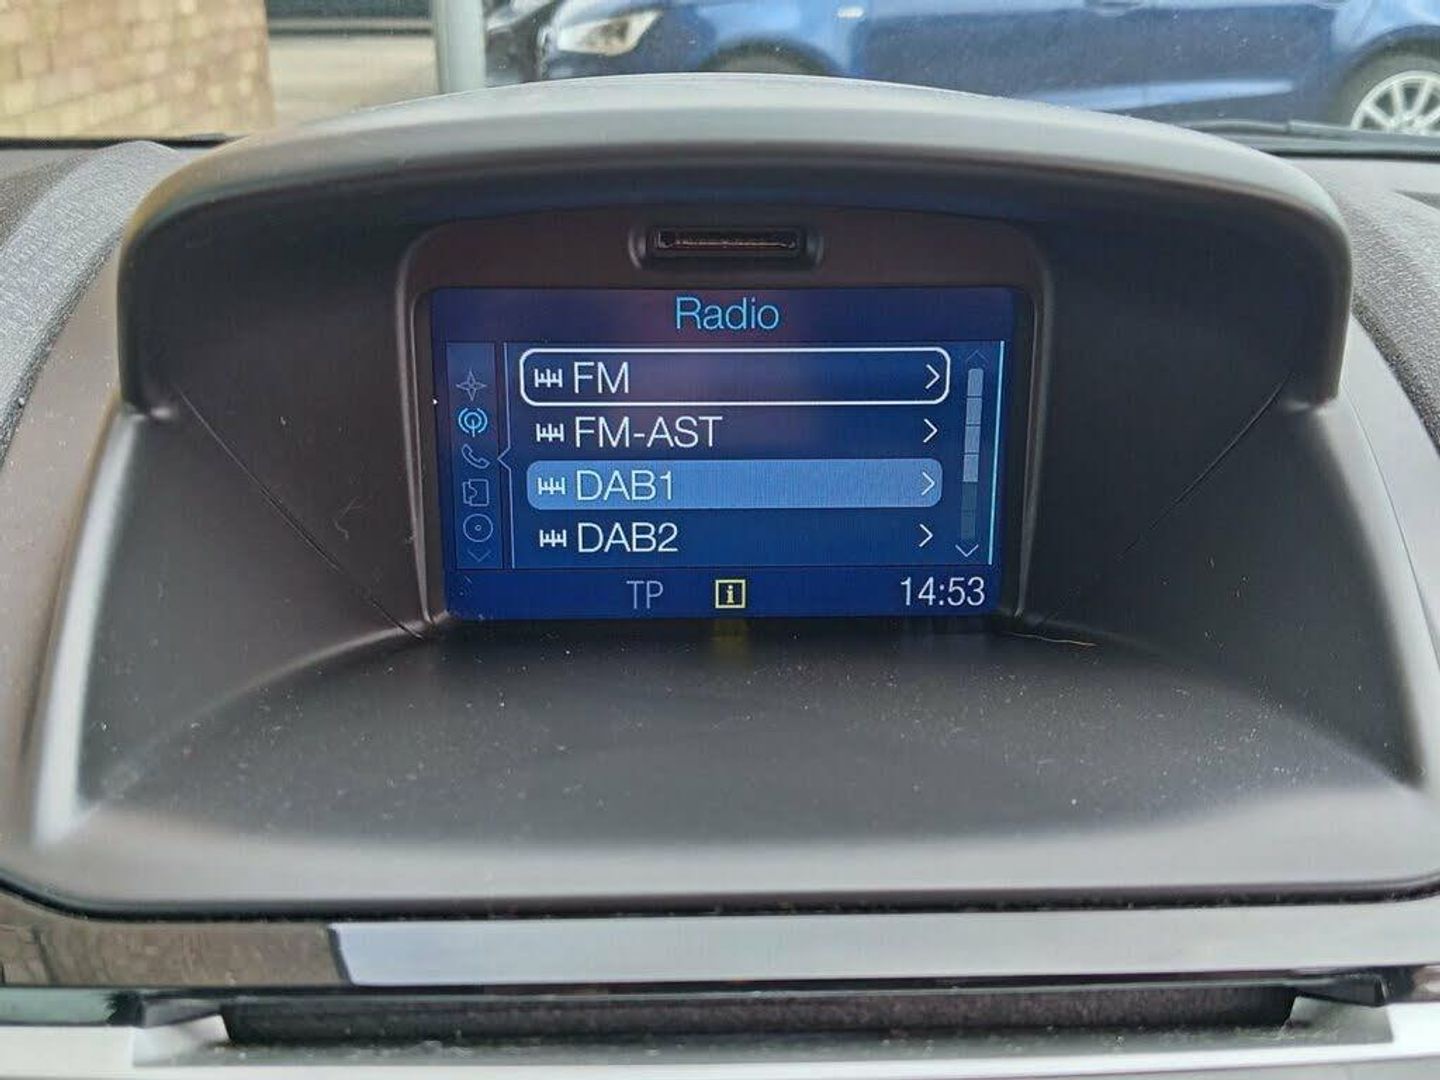 Radio
FM
FM-AST
DAB1
DAB2
TP i 14:53